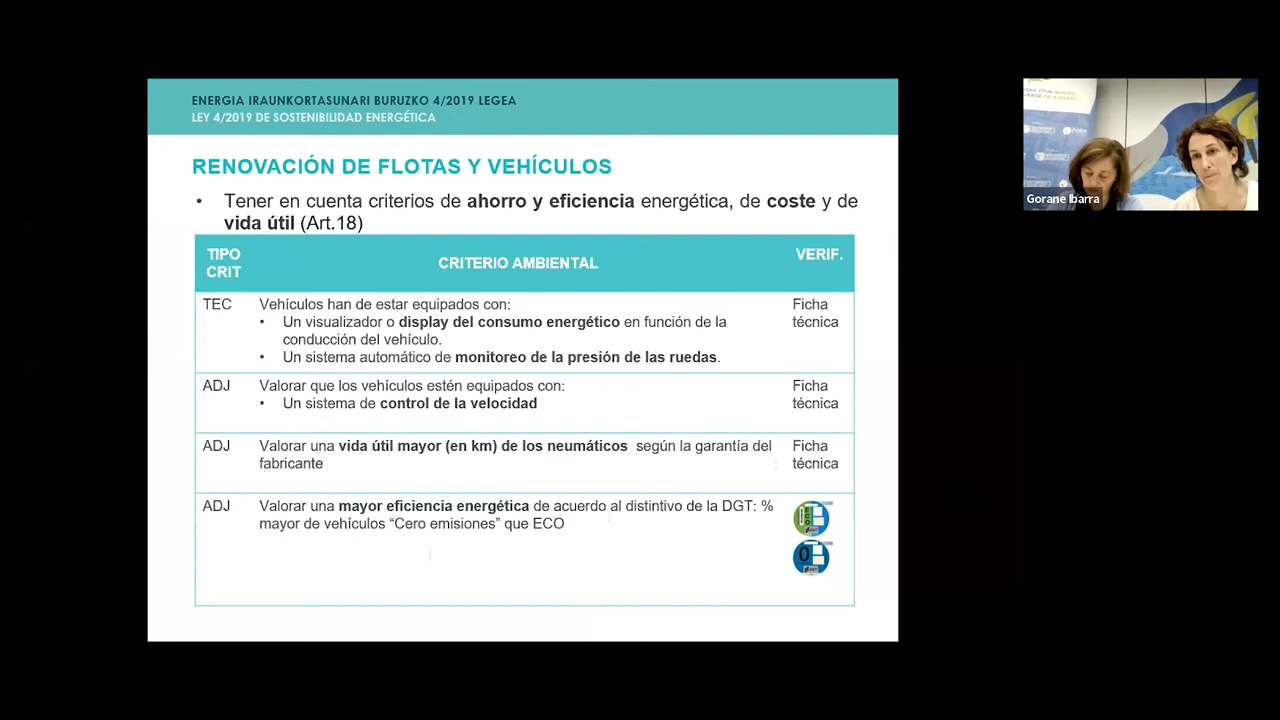 ENERGIA IRAUNKORTASUNARI BURUZKO 4/2019 LEGEA
LEY 4/2019 DE SOSTENIBILIDAD ENERGÉTICA
RENOVACIÓN DE FLOTAS Y VEHÍCULOS
• Tener en cuenta criterios de ahorro y eficiencia energética, de coste y de
vida útil (Art.18)
TIPO
CRIT
CRITERIO AMBIENTAL
VERIF.
TEC
Vehículos han de estar equipados con:
• Un visualizador o display del consumo energético en función de la
conducción del vehículo.
• Un sistema automático de monitoreo de la presión de las ruedas.
Ficha
técnica
ADJ
Valorar que los vehículos estén equipados con:
• Un sistema de control de la velocidad
Ficha
técnica
ADJ
Valorar una vida útil mayor (en km) de los neumáticos según la garantía del
fabricante
Ficha
técnica
ADJ
Valorar una mayor eficiencia energética de acuerdo al distintivo de la DGT: %
mayor de vehículos “Cero emisiones” que ECO
ECO
0
Gorane Ibarra